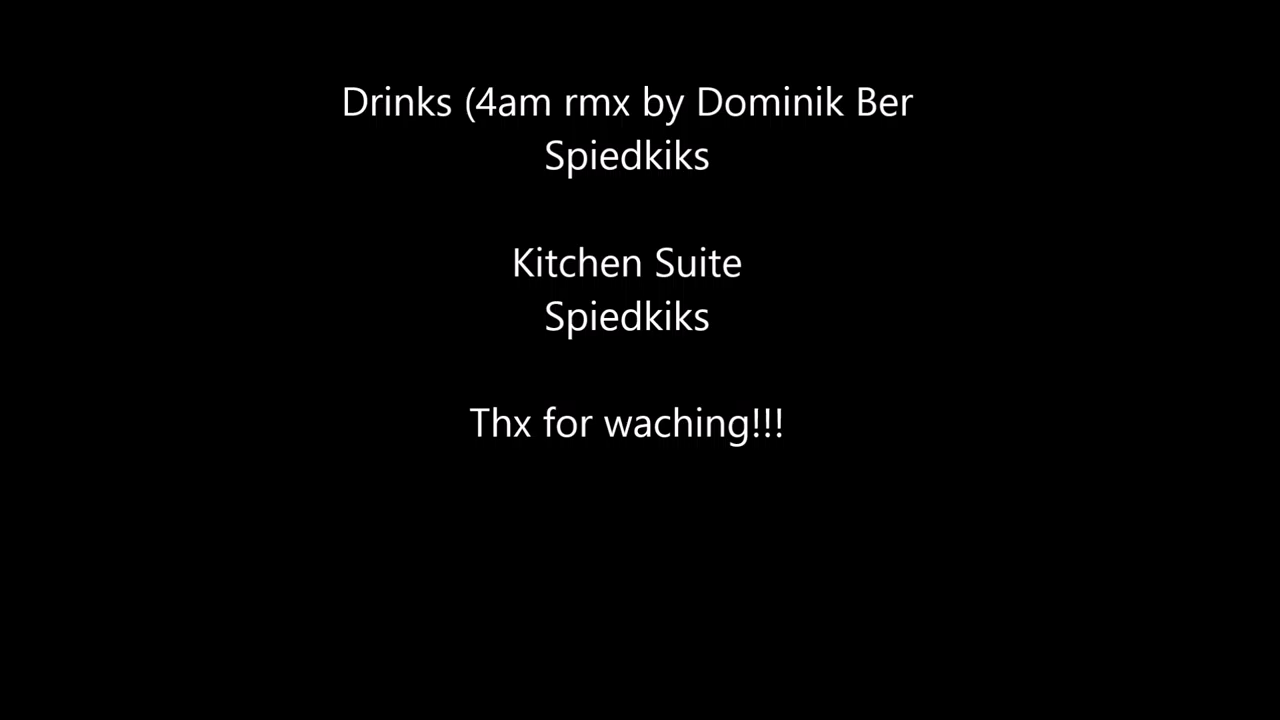 Drinks (4am rmx by Dominik Ber
Spiedkiks
Kitchen Suite
Spiedkiks
Thx for waching!!!